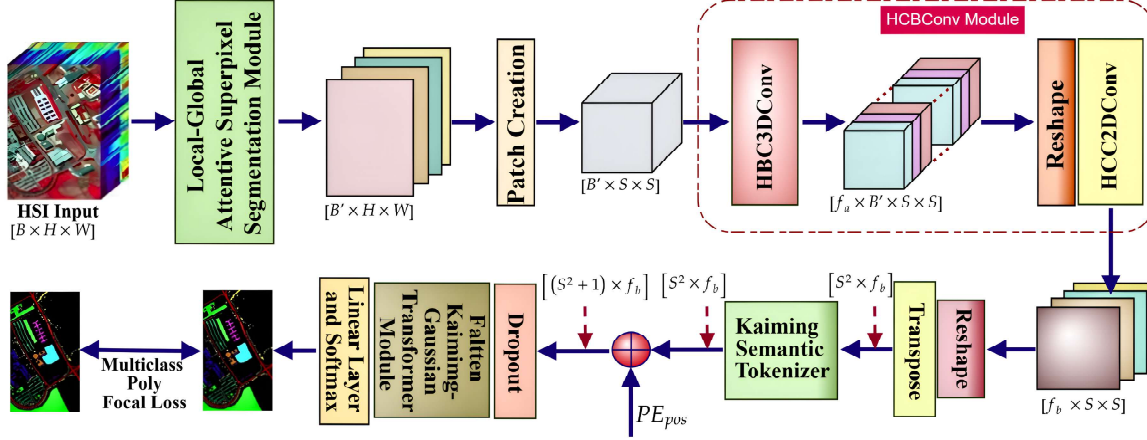 HCBConv Module
Local-Global
Attentive Superpixel
Segmentation Module
Patch Creation
HBC3DConv
Reshape
HCC2DConv
HSI Input
[B × H × W]
[B′ × H × W]
[B′ × S × S]
[fₐ × B′ × S × S]
[(S² + 1) × f_b]
[S² × f_b]
[S² × f_b]
Linear Layer
and Softmax
Faltten
Kaiming-
Gaussian
Transformer
Module
Dropout
Kaiming
Semantic
Tokenizer
Transpose
Reshape
Multiclass
Poly
Focal Loss
PE_pos
[f_b × S × S]